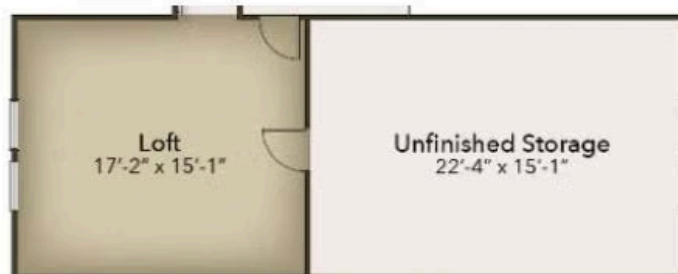 Loft
17'-2" x 15'-1"
Unfinished Storage
22'-4" x 15'-1"